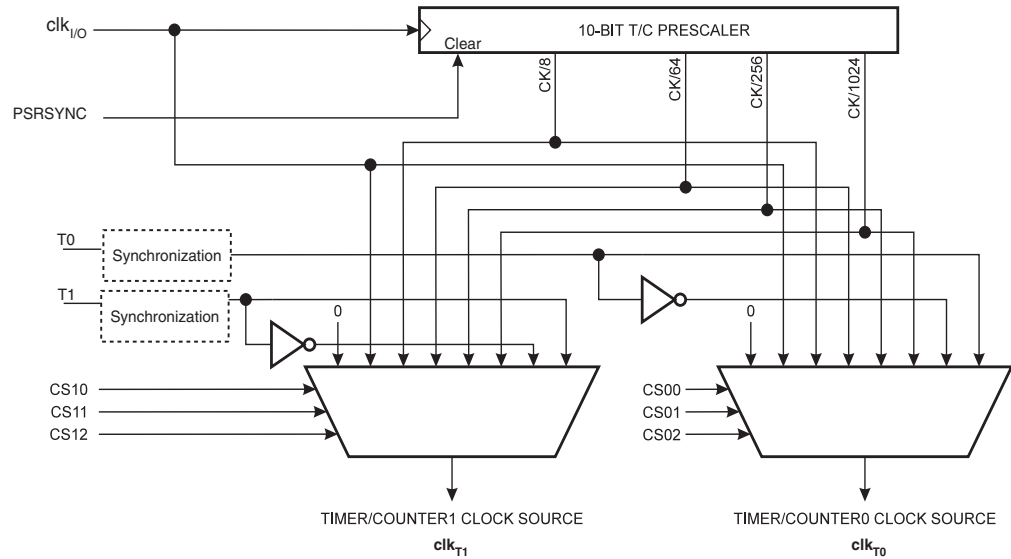 clkI/O
10-BIT T/C PRESCALER
Clear
CK/8
CK/64
CK/256
CK/1024
PSRSYNC
T0
Synchronization
T1
Synchronization
0
0
CS10
CS11
CS12
CS00
CS01
CS02
TIMER/COUNTER1 CLOCK SOURCE
clkT1
TIMER/COUNTER0 CLOCK SOURCE
clkT0